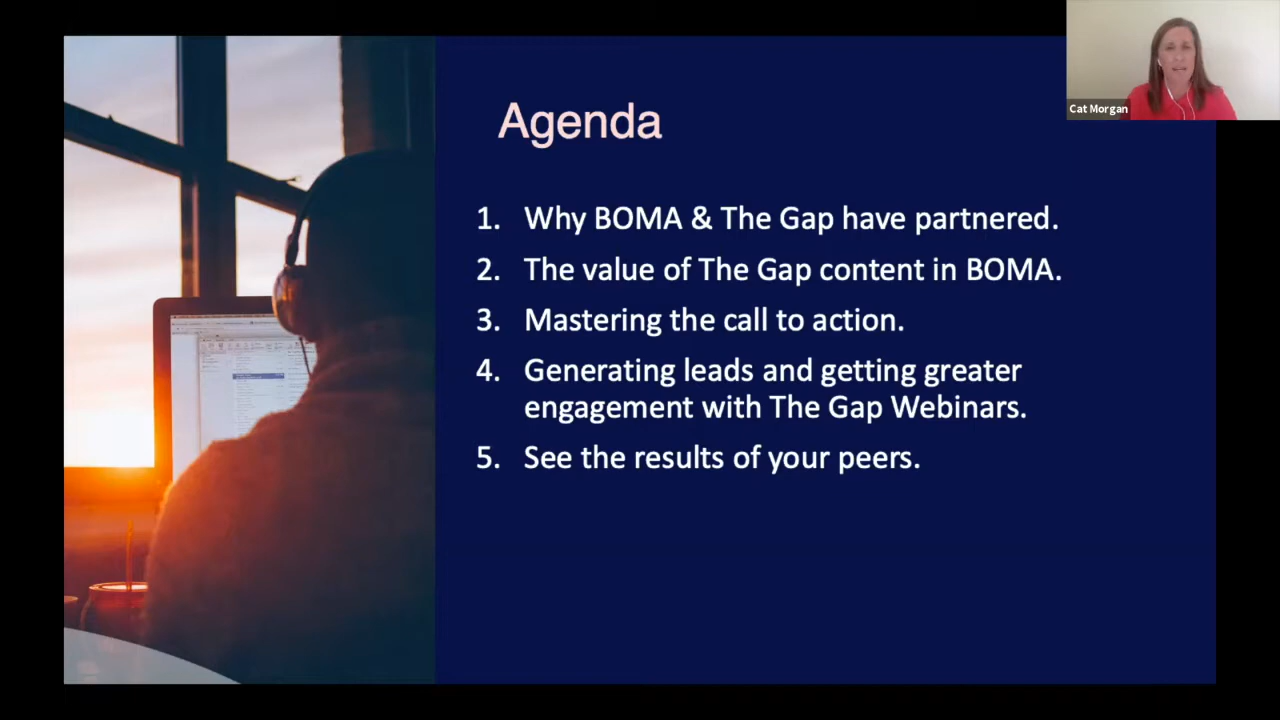 Agenda
Cat Morgan
1. Why BOMA & The Gap have partnered.
2. The value of The Gap content in BOMA.
3. Mastering the call to action.
4. Generating leads and getting greater
engagement with The Gap Webinars.
5. See the results of your peers.